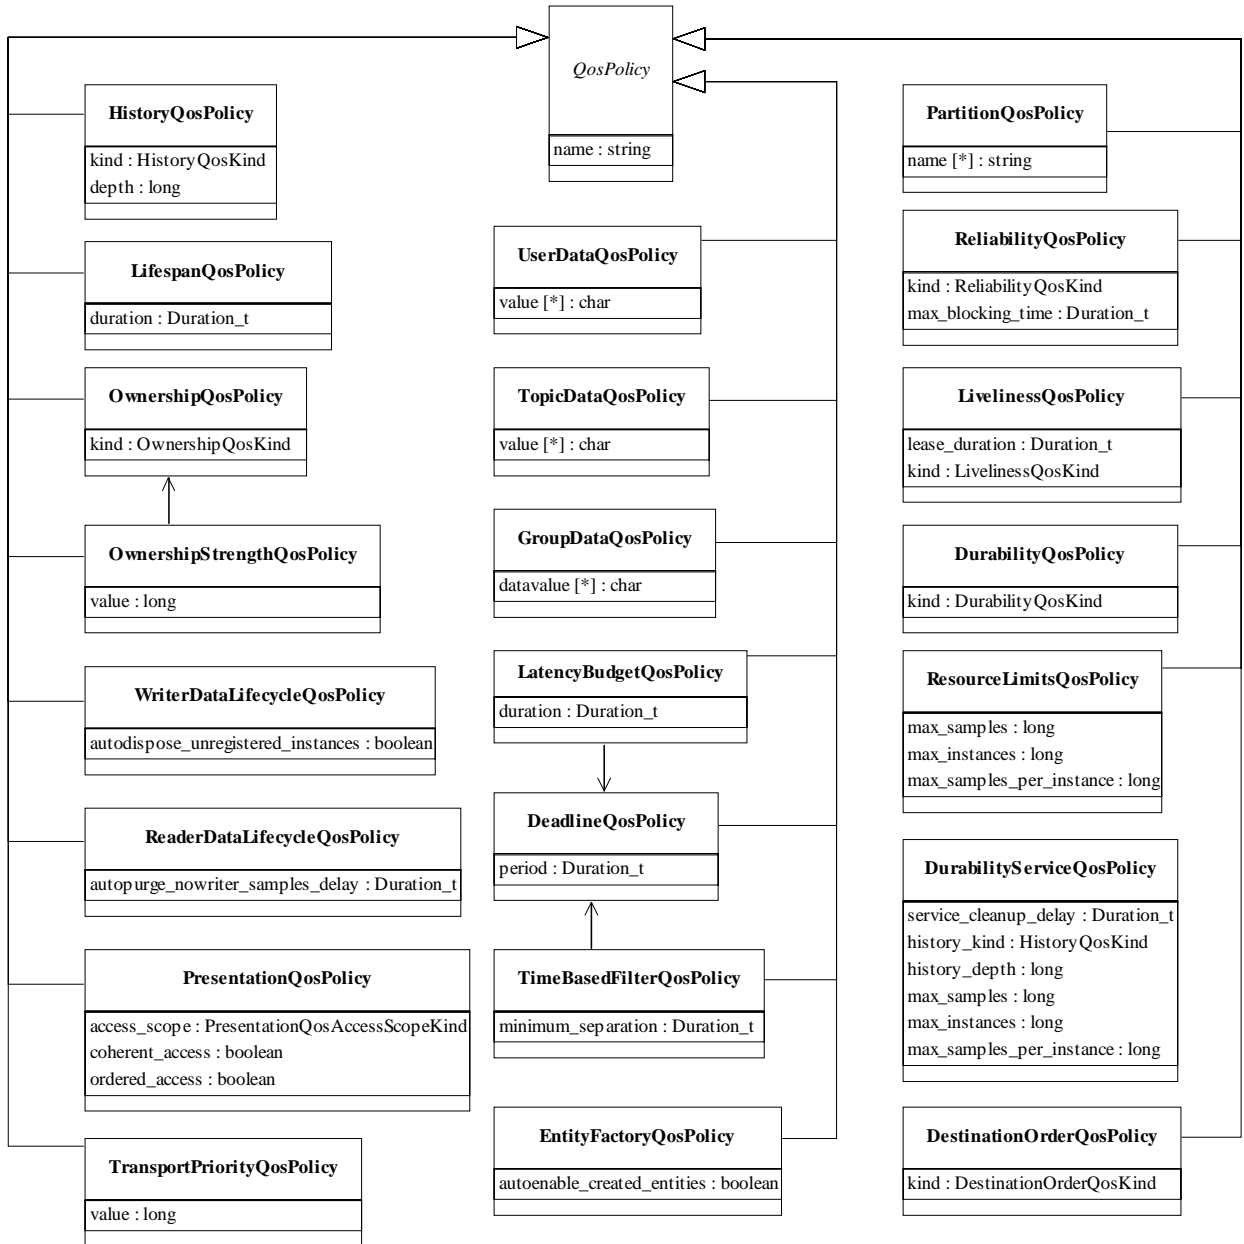 QosPolicy
name : string
HistoryQosPolicy
kind : HistoryQosKind
depth : long
LifespanQosPolicy
duration : Duration_t
OwnershipQosPolicy
kind : OwnershipQosKind
OwnershipStrengthQosPolicy
value : long
WriterDataLifecycleQosPolicy
autodispose_unregistered_instances : boolean
ReaderDataLifecycleQosPolicy
autopurge_nowriter_samples_delay : Duration_t
PresentationQosPolicy
access_scope : PresentationQosAccessScopeKind
coherent_access : boolean
ordered_access : boolean
TransportPriorityQosPolicy
value : long
UserDataQosPolicy
value [*] : char
TopicDataQosPolicy
value [*] : char
GroupDataQosPolicy
datavalue [*] : char
LatencyBudgetQosPolicy
duration : Duration_t
DeadlineQosPolicy
period : Duration_t
TimeBasedFilterQosPolicy
minimum_separation : Duration_t
EntityFactoryQosPolicy
autoenable_created_entities : boolean
PartitionQosPolicy
name [*] : string
ReliabilityQosPolicy
kind : ReliabilityQosKind
max_blocking_time : Duration_t
LivelinessQosPolicy
lease_duration : Duration_t
kind : LivelinessQosKind
DurabilityQosPolicy
kind : DurabilityQosKind
ResourceLimitsQosPolicy
max_samples : long
max_instances : long
max_samples_per_instance : long
DurabilityServiceQosPolicy
service_cleanup_delay : Duration_t
history_kind : HistoryQosKind
history_depth : long
max_samples : long
max_instances : long
max_samples_per_instance : long
DestinationOrderQosPolicy
kind : DestinationOrderQosKind